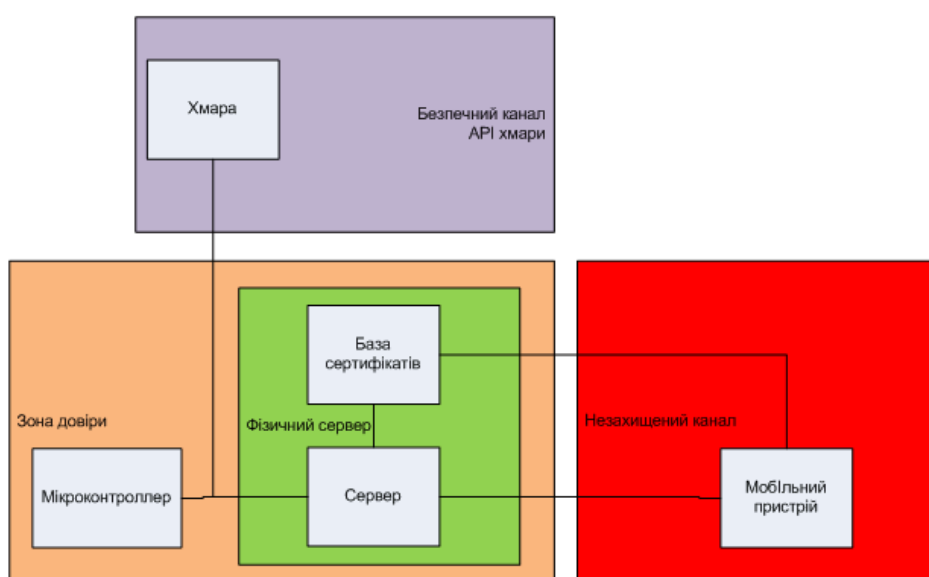 Хмара
Безпечний канал
API хмари
База
сертифікатів
Зона довіри
Фізичний сервер
Незахищений канал
Мікроконтроллер
Сервер
Мобільний
пристрій